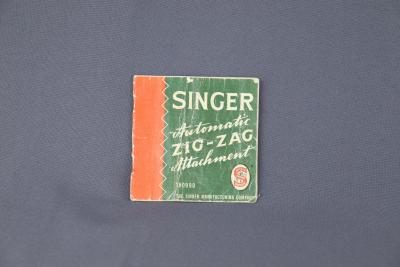 SINGER
Automatic
ZIG-ZAG
Attachment
160990
THE SINGER MANUFACTURING COMPANY
S